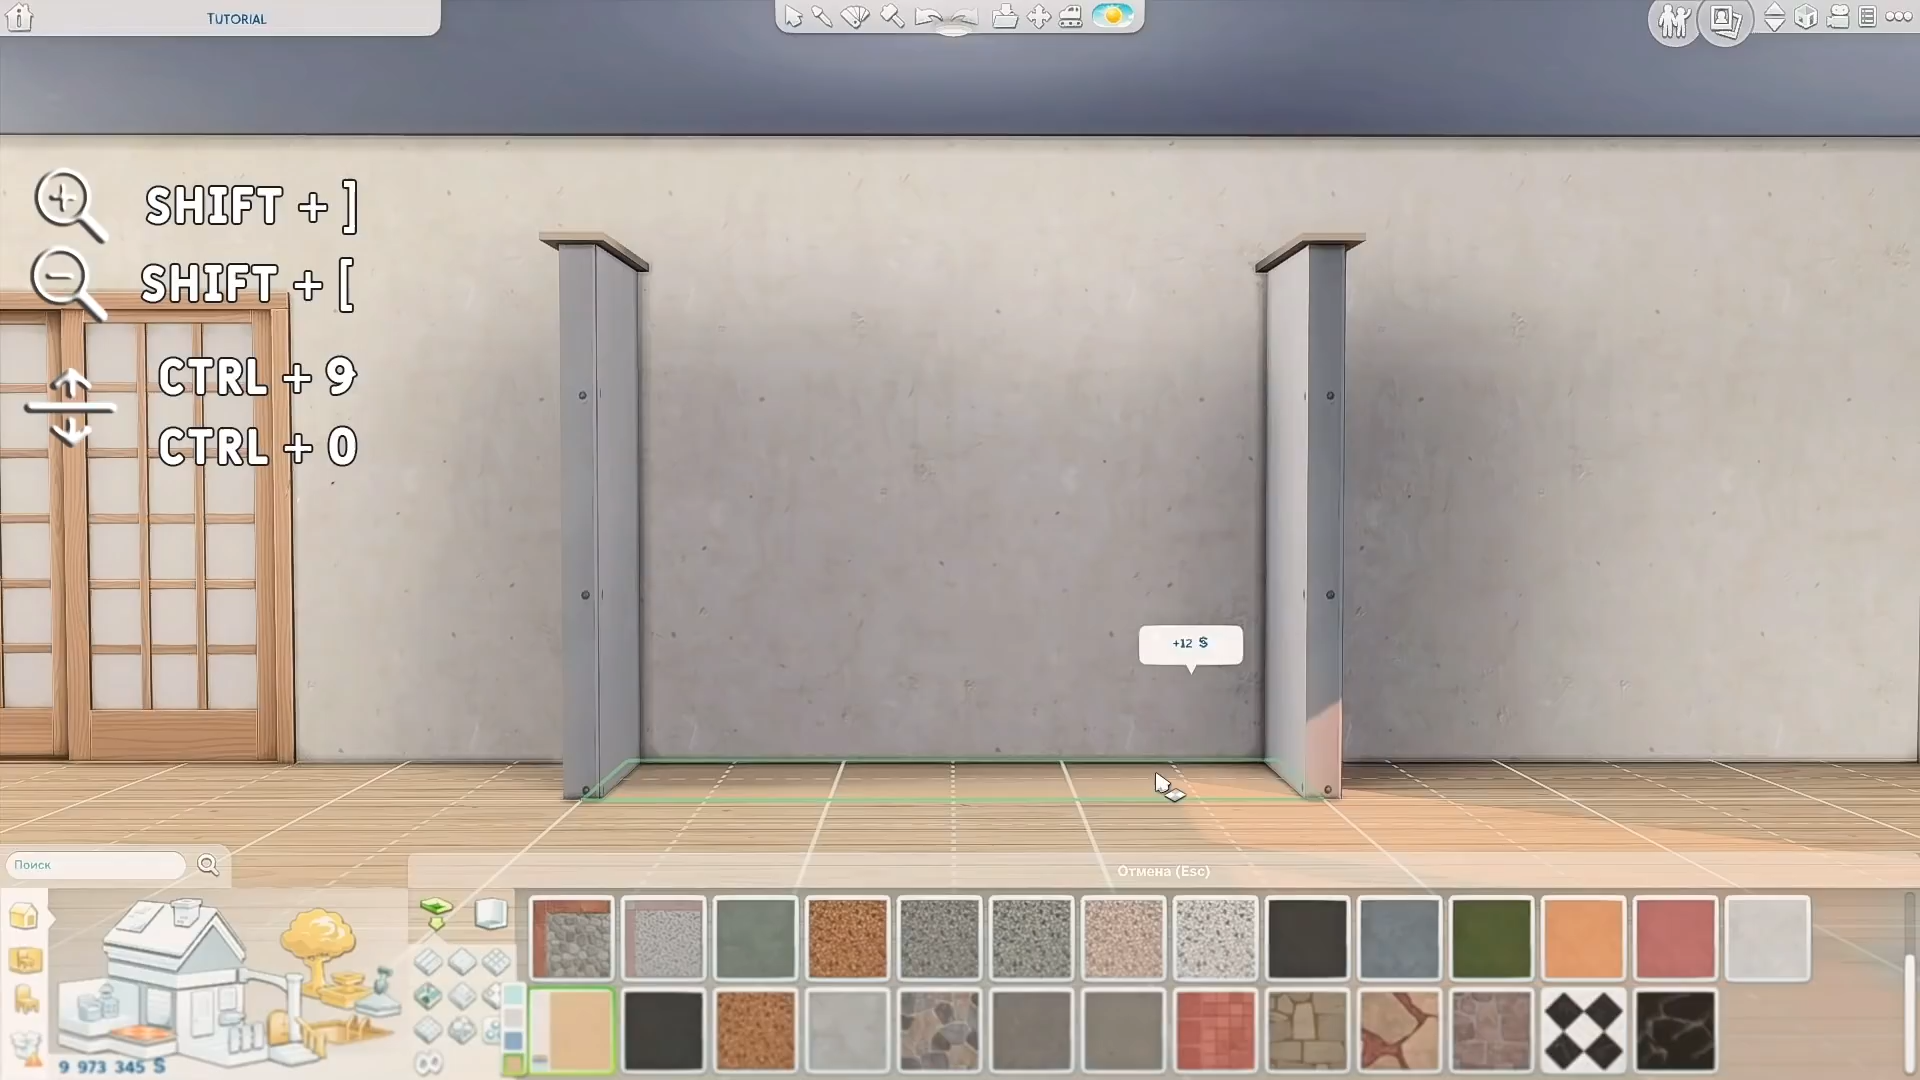 TUTORIAL
SHIFT + ]
SHIFT + [
CTRL + 9
CTRL + 0
+12 $
Отмена (Esc)
Поиск
9 973 345 $